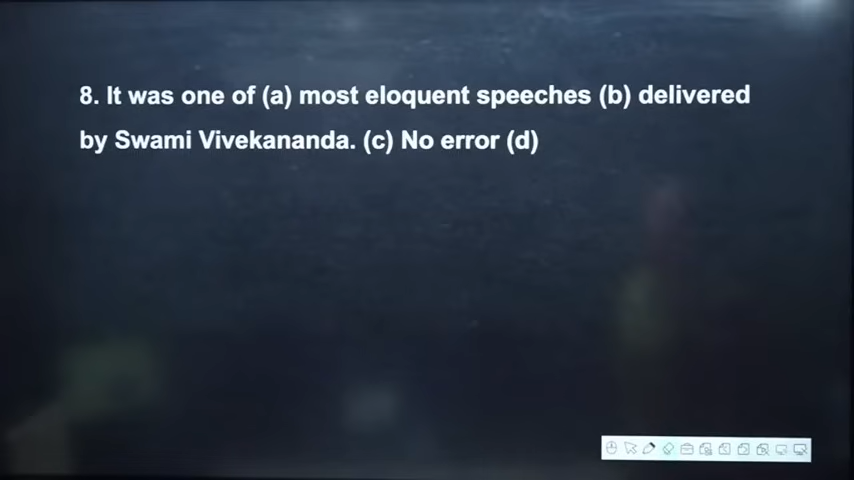 8. It was one of (a) most eloquent speeches (b) delivered
by Swami Vivekananda. (c) No error (d)